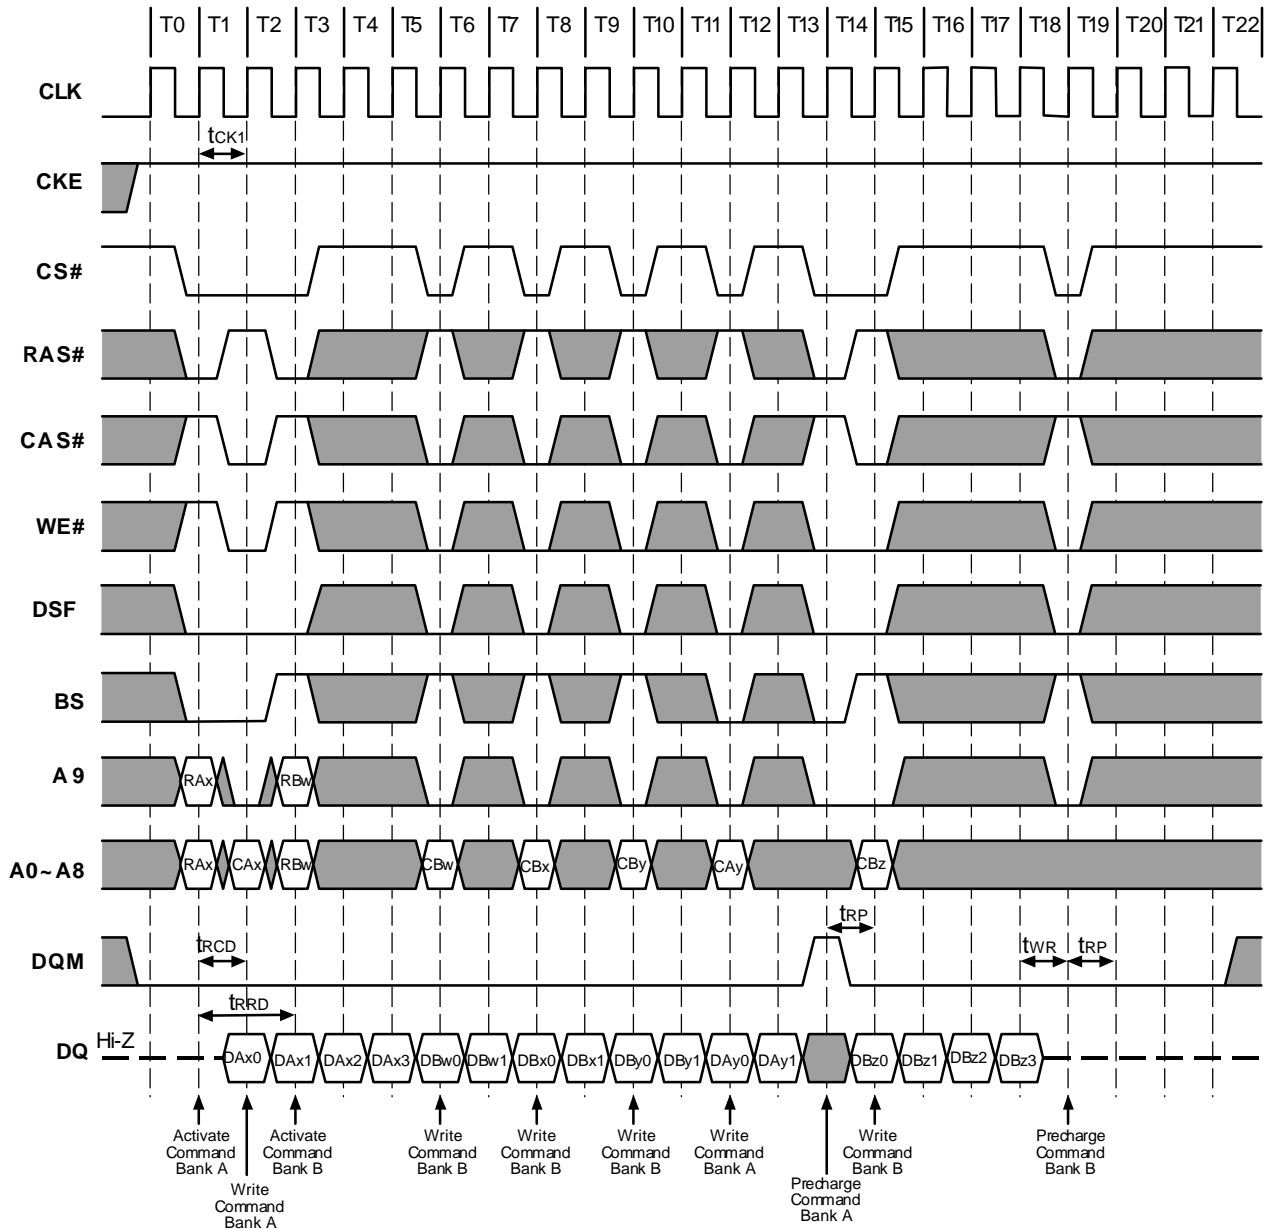 T0 T1 T2 T3 T4 T5 T6 T7 T8 T9 T10 T11 T12 T13 T14 T15 T16 T17 T18 T19 T20 T21 T22
CLK
tCK1
CKE
CS#
RAS#
CAS#
WE#
DSF
BS
A9 RAx RBw
A0~A8 RAx CAx RBw CBw CBx CBy CAy CBz
tRP
DQM tRCD tWR tRP
tRRD
DQ Hi-Z DAx0 DAx1 DAx2 DAx3 DBw0 DBw1 DBx0 DBx1 DBy0 DBy1 DAy0 DAy1 DBz0 DBz1 DBz2 DBz3
Activate
Command
Bank A
Write
Command
Bank A
Activate
Command
Bank B
Write
Command
Bank B
Write
Command
Bank B
Write
Command
Bank B
Write
Command
Bank A
Precharge
Command
Bank A
Write
Command
Bank B
Precharge
Command
Bank B